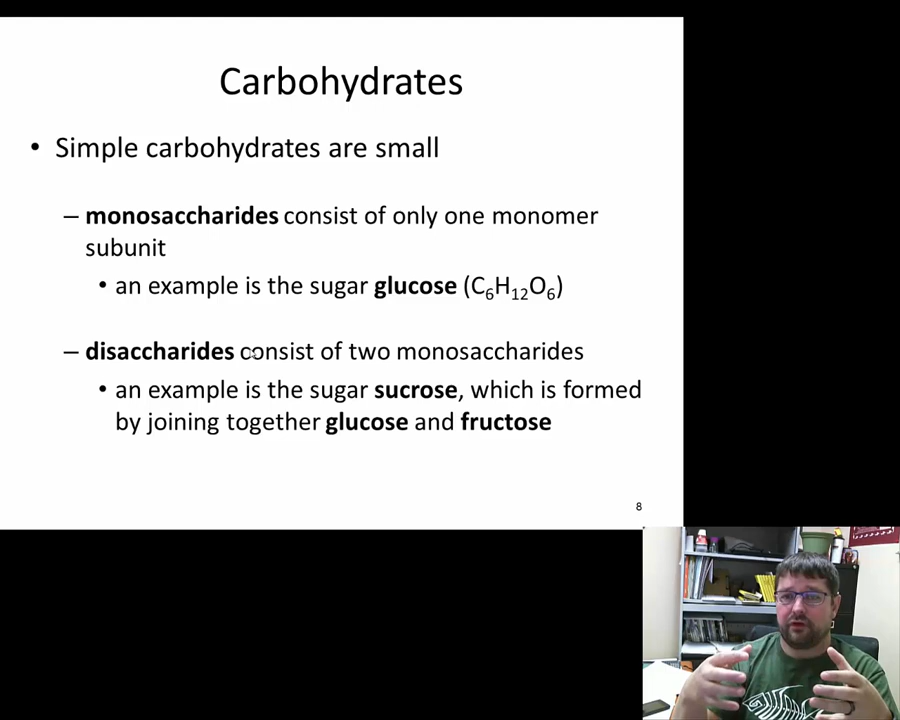 Carbohydrates
• Simple carbohydrates are small
– monosaccharides consist of only one monomer
subunit
• an example is the sugar glucose (C₆H₁₂O₆)
– disaccharides consist of two monosaccharides
• an example is the sugar sucrose, which is formed
by joining together glucose and fructose
8